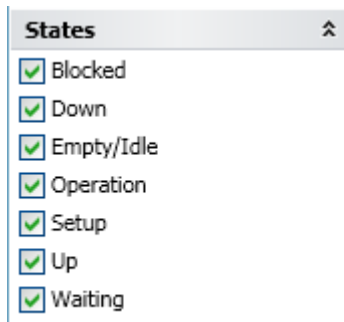 States
Blocked
Down
Empty/Idle
Operation
Setup
Up
Waiting